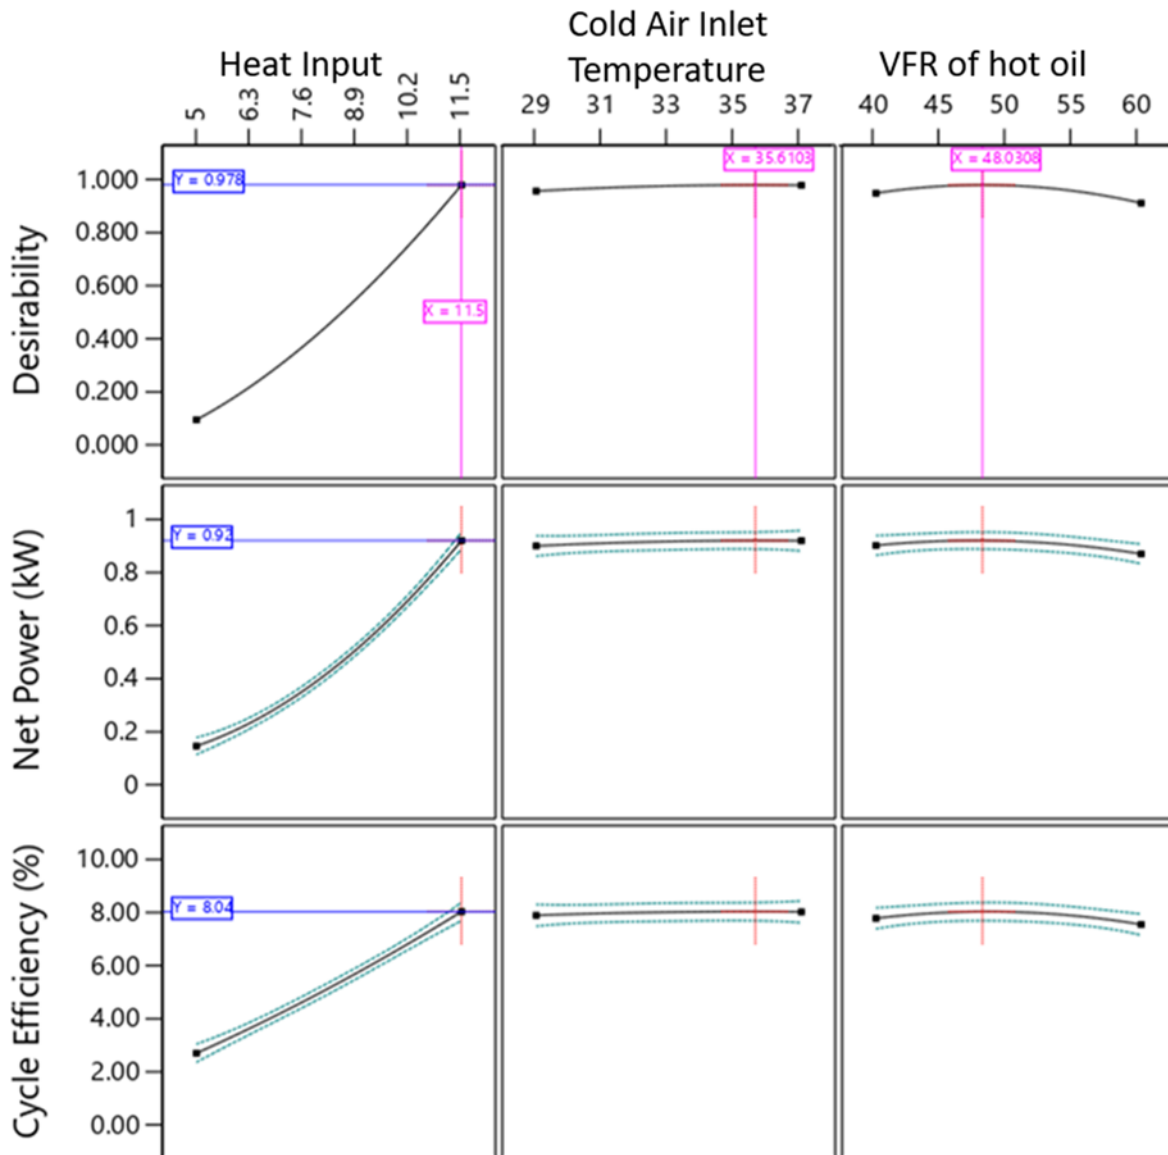 Cold Air Inlet
Heat Input Temperature VFR of hot oil
5 6.3 7.6 8.9 10.2 11.5 29 31 33 35 37 40 45 50 55 60
X = 35.6103 X = 48.0308
1.000 Y = 0.978
0.800
0.600
X = 11.5
0.400
0.200
0.000
Desirability
1
Y = 0.92
0.8
0.6
0.4
0.2
0
Net Power (kW)
10.00
8.00 Y = 8.04
6.00
4.00
2.00
0.00
Cycle Efficiency (%)